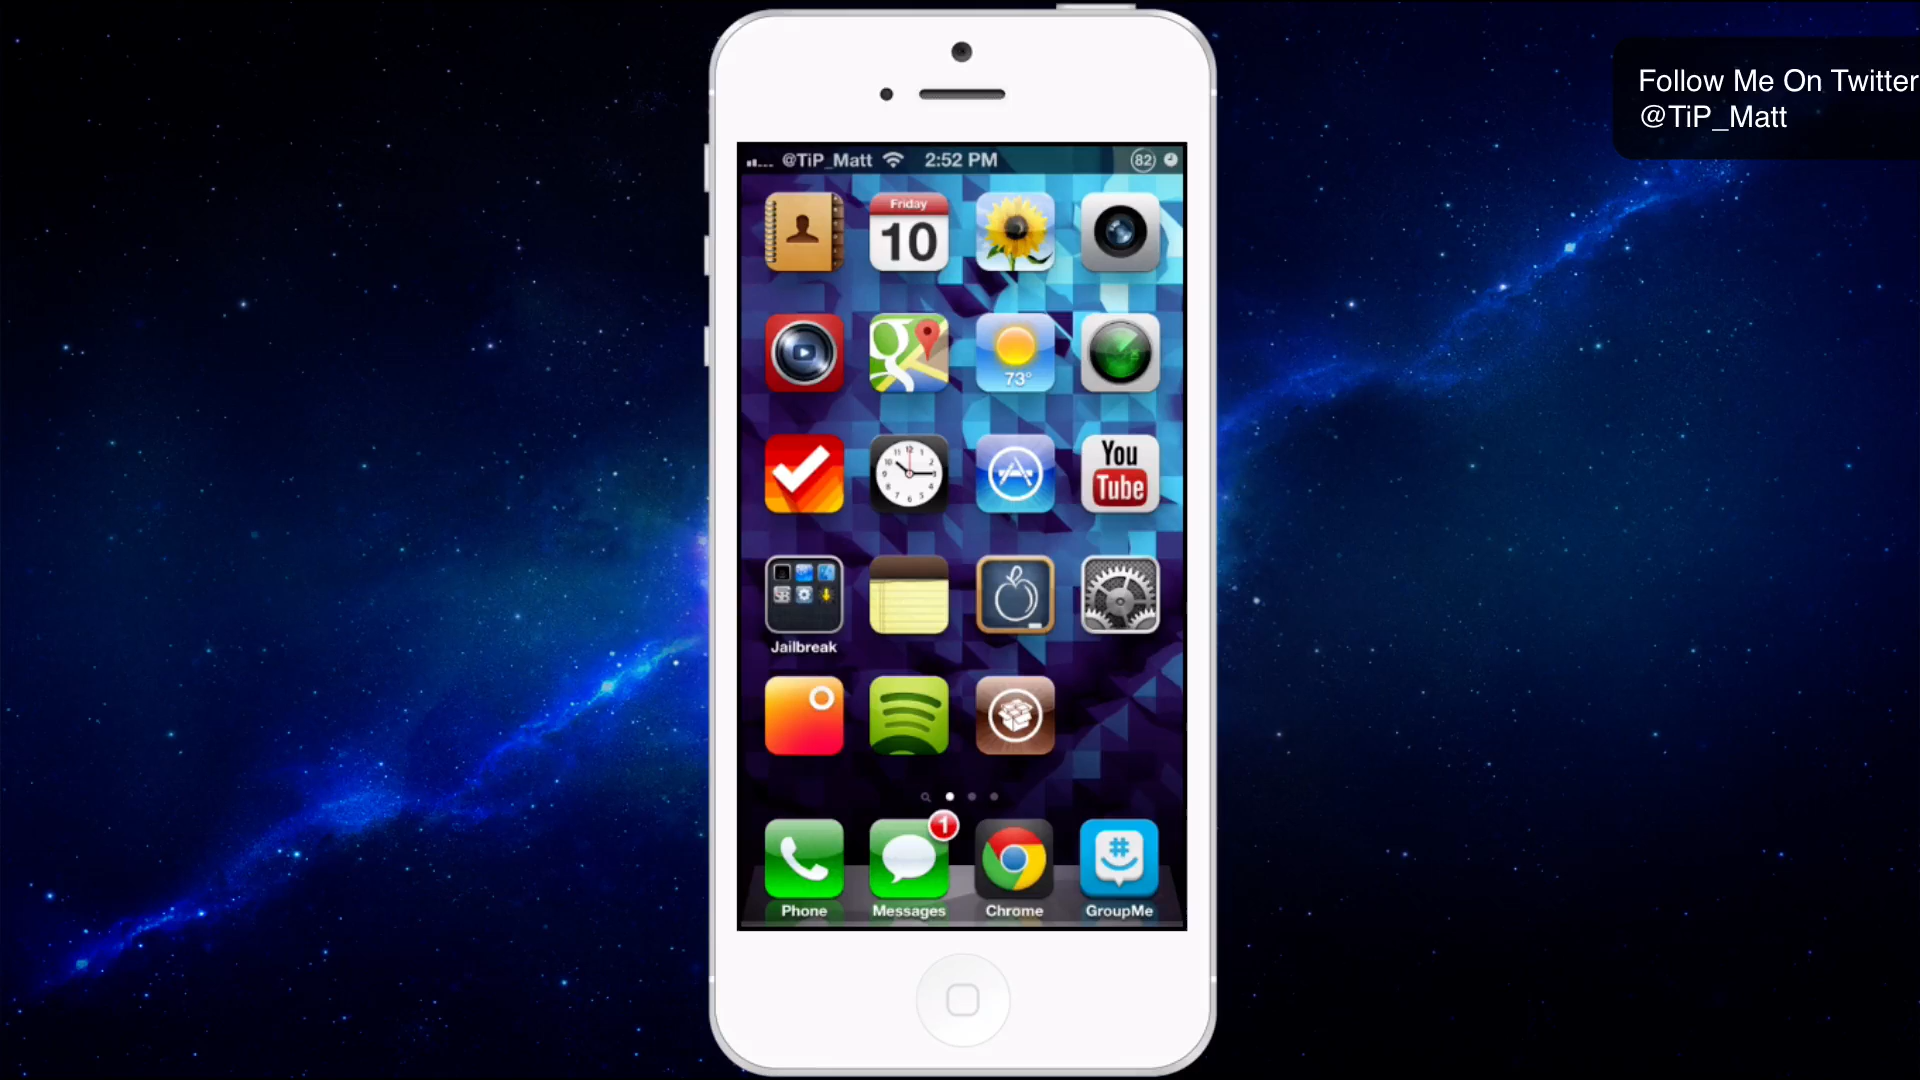 Follow Me On Twitter
@TiP_Matt
@TiP_Matt 2:52 PM 82
Friday
10
73°
You
Tube
Jailbreak
1
Phone Messages Chrome GroupMe